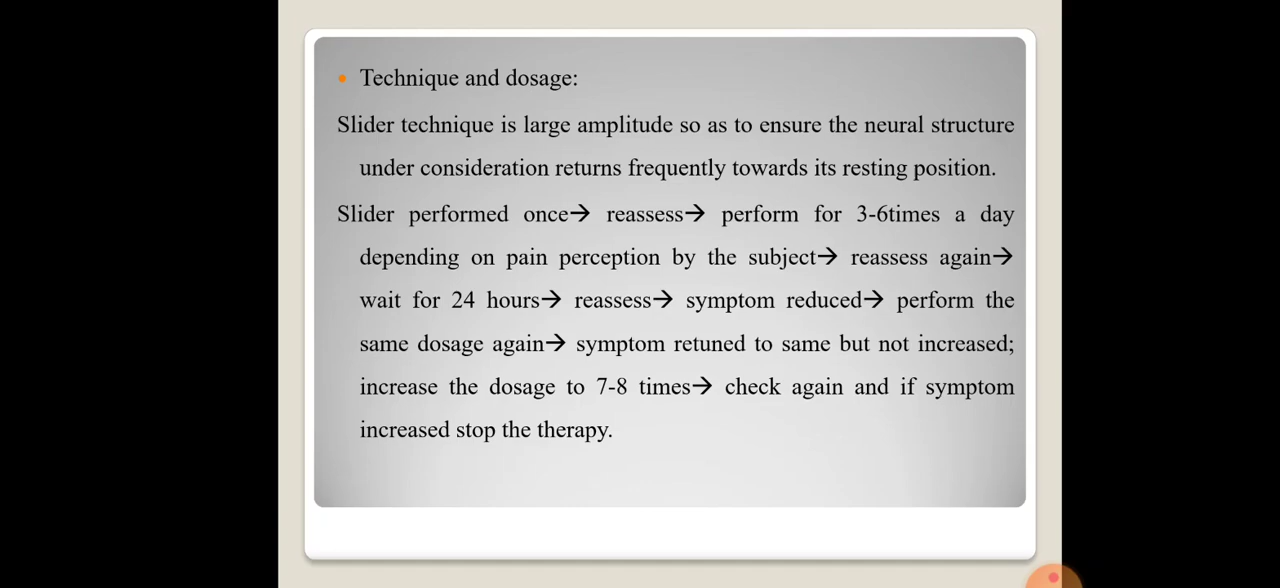 • Technique and dosage:
Slider technique is large amplitude so as to ensure the neural structure
under consideration returns frequently towards its resting position.
Slider performed once→ reassess→ perform for 3-6times a day
depending on pain perception by the subject→ reassess again→
wait for 24 hours→ reassess→ symptom reduced→ perform the
same dosage again→ symptom retuned to same but not increased;
increase the dosage to 7-8 times→ check again and if symptom
increased stop the therapy.